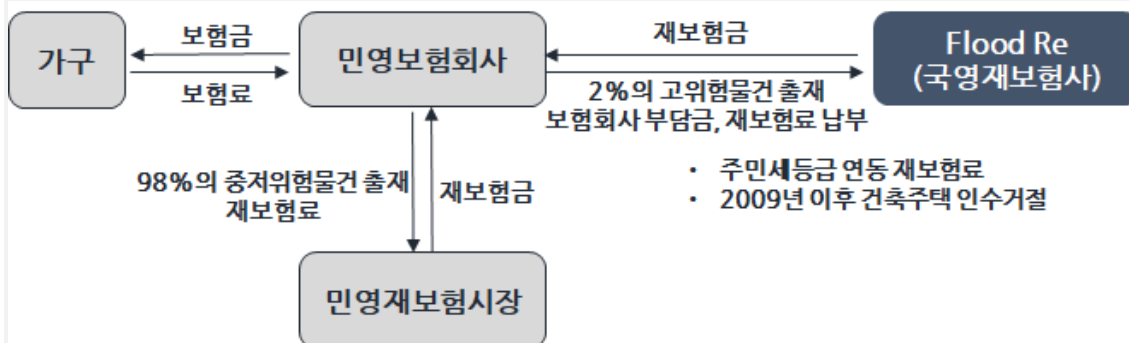 가구
보험금
보험료
민영보험회사
재보험금
2%의 고위험물건 출재
보험회사 부담금, 재보험료 납부
Flood Re
(국영재보험사)
• 주민세등급 연동 재보험료
• 2009년 이후 건축주택 인수거절
98%의 중저위험물건 출재
재보험료
재보험금
민영재보험시장